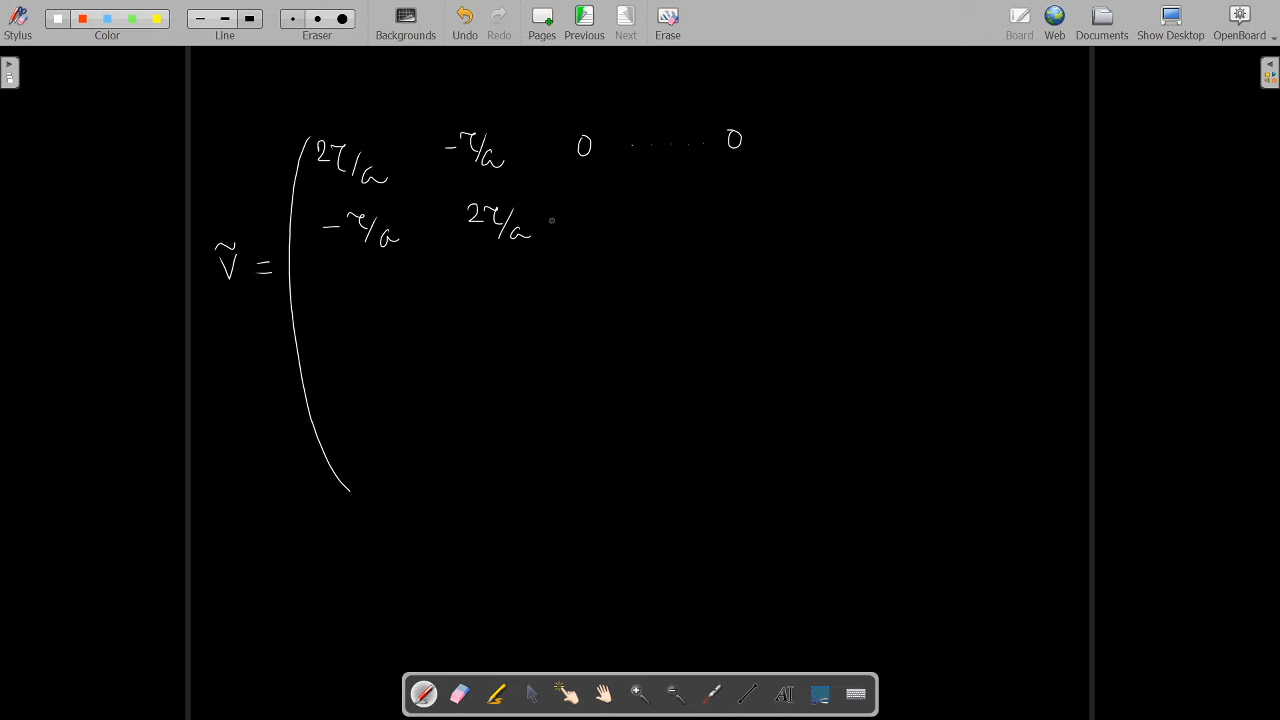 Stylus Color Line Eraser Backgrounds Undo Redo Pages Previous Next Erase Board Web Documents Show Desktop OpenBoard
2τ/a -τ/a 0 ..... 0
-τ/a 2τ/a
Ṽ =